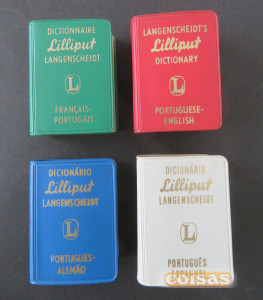 DICTIONNAIRE
Lilliput
LANGENSCHEIDT
L
FRANÇAIS-
PORTUGAIS
LANGENSCHEIDT'S
Lilliput
DICTIONARY
L
PORTUGUESE-
ENGLISH
DICIONÁRIO
Lilliput
LANGENSCHEIDT
L
PORTUGUÊS-
ALEMÃO
DICIONÁRIO
Lilliput
LANGENSCHEIDT
L
PORTUGUÊS
ESPANHOL
coisas